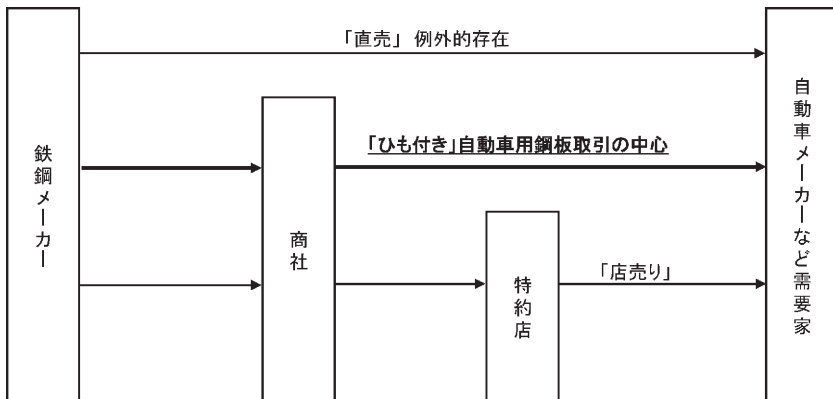 「直売」 例外的存在
鉄鋼メーカー
商社
「ひも付き」自動車用鋼板取引の中心
特約店
「店売り」
自動車メーカーなど需要家